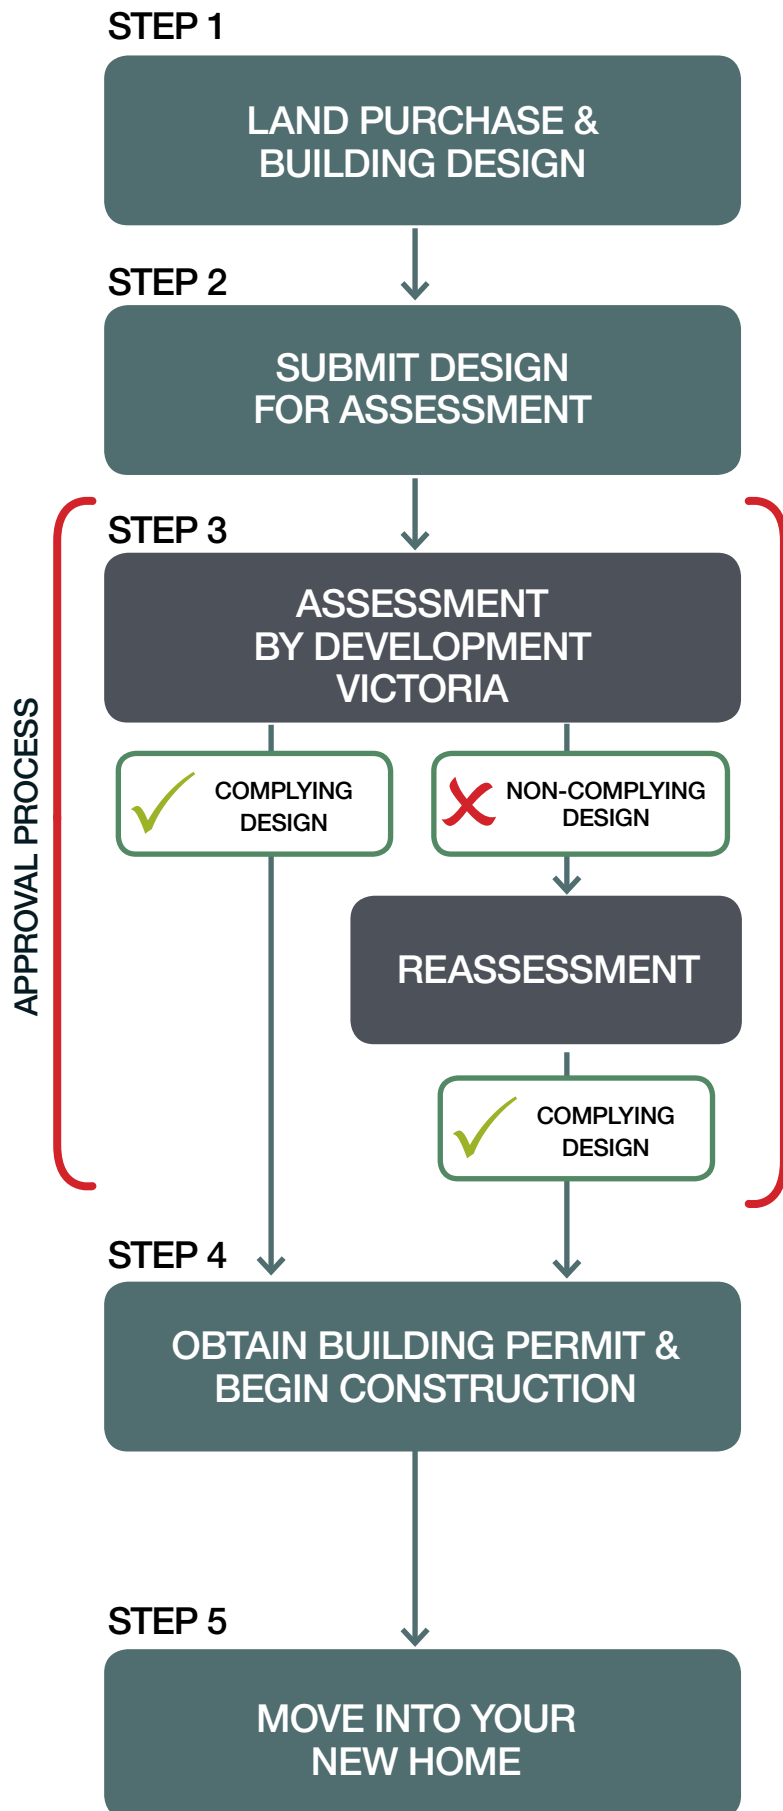 STEP 1
LAND PURCHASE &
BUILDING DESIGN
STEP 2
SUBMIT DESIGN
FOR ASSESSMENT
APPROVAL PROCESS
STEP 3
ASSESSMENT
BY DEVELOPMENT
VICTORIA
COMPLYING
DESIGN
NON-COMPLYING
DESIGN
REASSESSMENT
COMPLYING
DESIGN
STEP 4
OBTAIN BUILDING PERMIT &
BEGIN CONSTRUCTION
STEP 5
MOVE INTO YOUR
NEW HOME